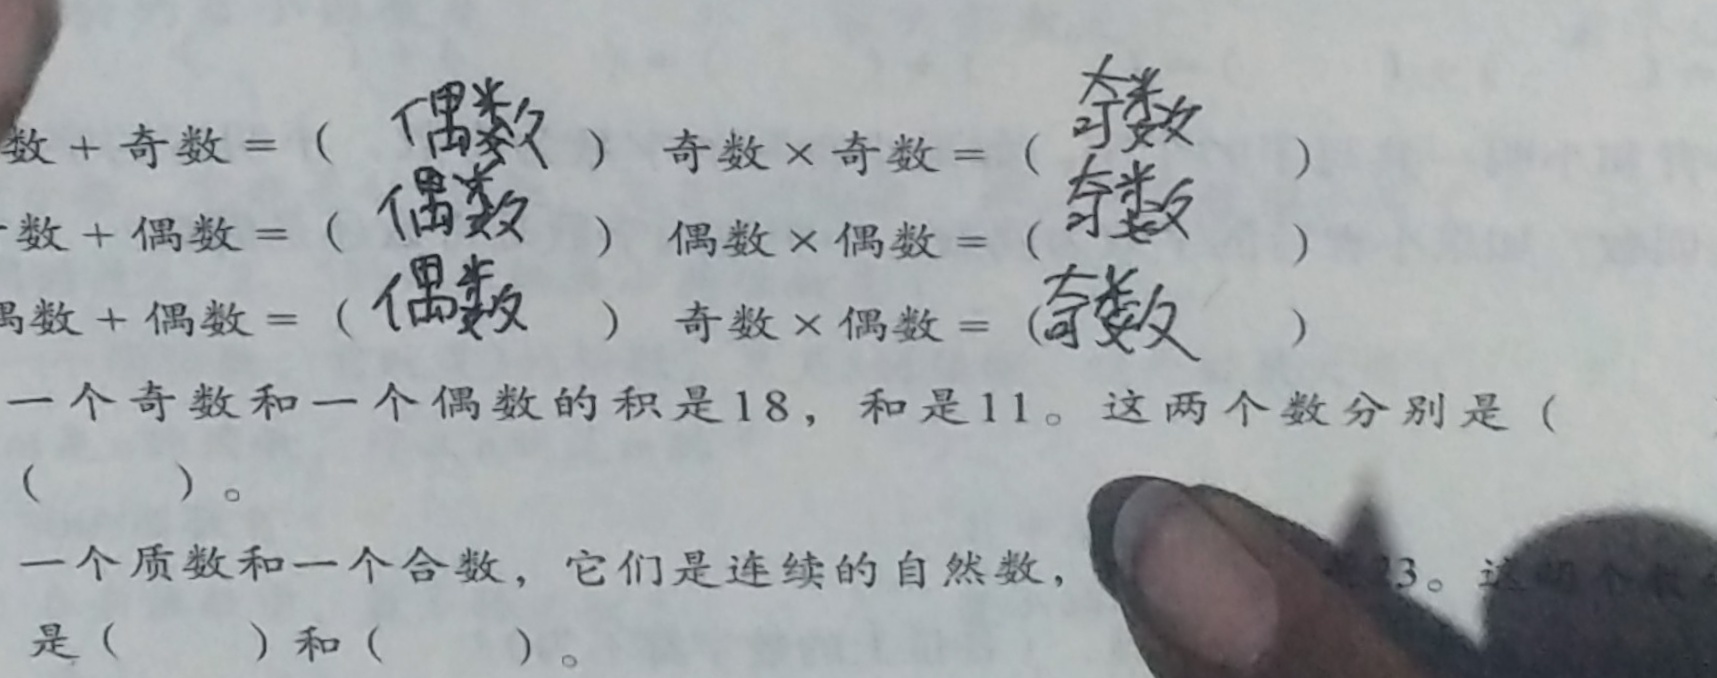 数+奇数=(偶数) 奇数×奇数=(奇数)
数+偶数=(偶数) 偶数×偶数=(奇数)
偶数+偶数=(偶数) 奇数×偶数=(奇数)
一个奇数和一个偶数的积是18,和是11。这两个数分别是(
( )。
一个质数和一个合数,它们是连续的自然数, 3。这两个数
是( )和( )。